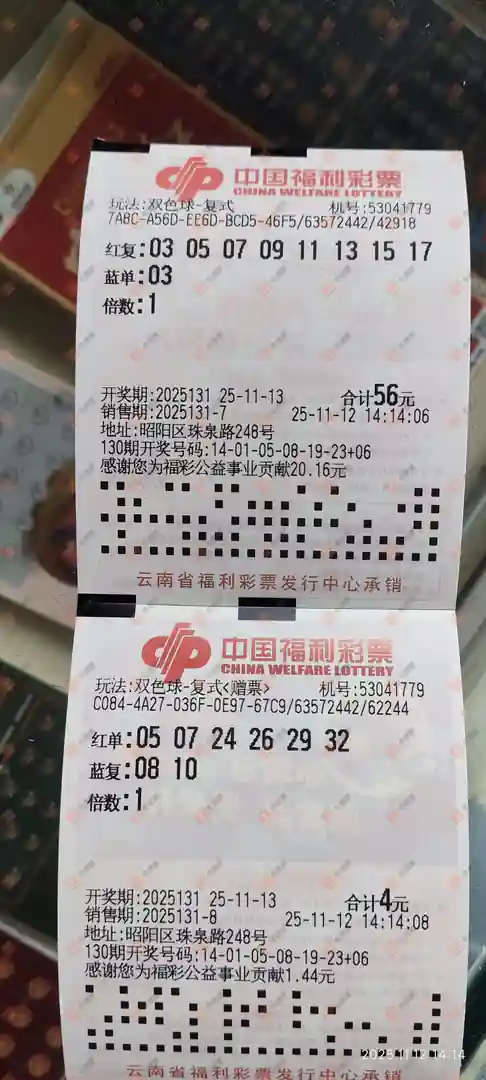 中国福利彩票
CHINA WELFARE LOTTERY
玩法:双色球-复式 机号:53041779
7A8C-A56D-EE6D-BCD5-46F5/63572442/42918
红复:03 05 07 09 11 13 15 17
蓝单:03
倍数:1
开奖期:2025131 25-11-13 合计56元
销售期:2025131-7 25-11-12 14:14:06
地址:昭阳区珠泉路248号
130期开奖号码:14-01-05-08-19-23+06
感谢您为福彩公益事业贡献20.16元
云南省福利彩票发行中心承销
中国福利彩票
CHINA WELFARE LOTTERY
玩法:双色球-复式<赠票> 机号:53041779
C084-4A27-036F-0E97-67C9/63572442/62244
红单:05 07 24 26 29 32
蓝复:08 10
倍数:1
开奖期:2025131 25-11-13 合计4元
销售期:2025131-8 25-11-12 14:14:08
地址:昭阳区珠泉路248号
130期开奖号码:14-01-05-08-19-23+06
感谢您为福彩公益事业贡献1.44元
云南省福利彩票发行中心承销
2025.11.12 14:14